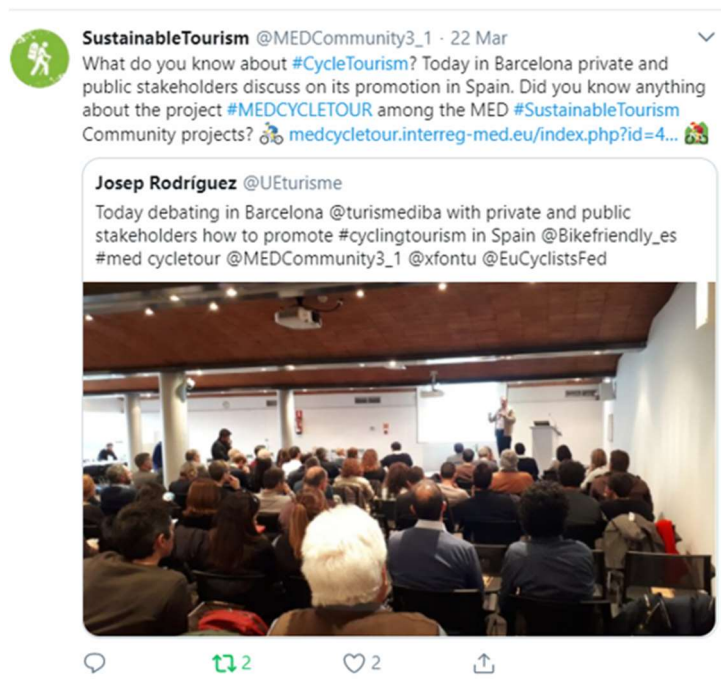 SustainableTourism @MEDCommunity3_1 · 22 Mar
What do you know about #CycleTourism? Today in Barcelona private and
public stakeholders discuss on its promotion in Spain. Did you know anything
about the project #MEDCYCLETOUR among the MED #SustainableTourism
Community projects? 🚴 medcycletour.interreg-med.eu/index.php?id=4... 🚵
Josep Rodríguez @UEturisme
Today debating in Barcelona @turismediba with private and public
stakeholders how to promote #cyclingtourism in Spain @Bikefriendly_es
#med cycletour @MEDCommunity3_1 @xfontu @EuCyclistsFed
2
2